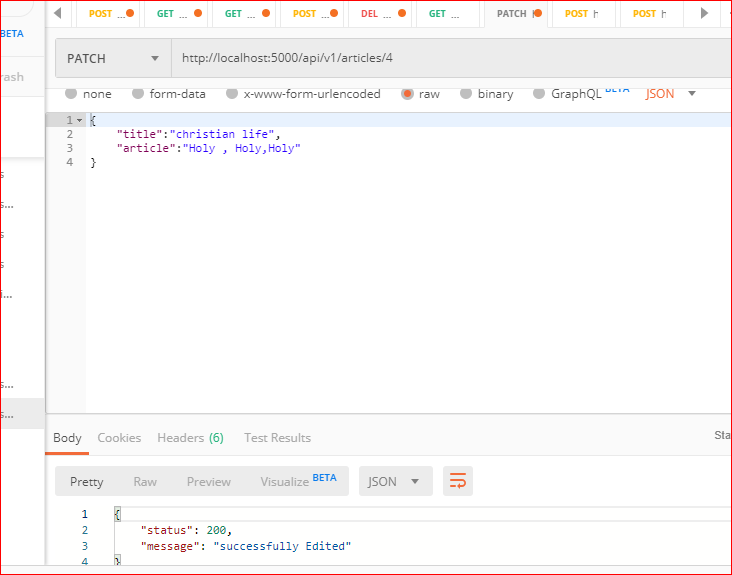 BETA
rash
POST ... GET ... GET ... POST ... DEL ... GET ... PATCH POST h POST h
PATCH http://localhost:5000/api/v1/articles/4
none form-data x-www-form-urlencoded raw binary GraphQL BETA JSON
1 {
2 "title":"christian life",
3 "article":"Holy , Holy,Holy"
4 }
s
s...
s
s
i...
s...
s...
Body Cookies Headers (6) Test Results Sta
Pretty Raw Preview Visualize BETA JSON
1 {
2 "status": 200,
3 "message": "successfully Edited"
4 }